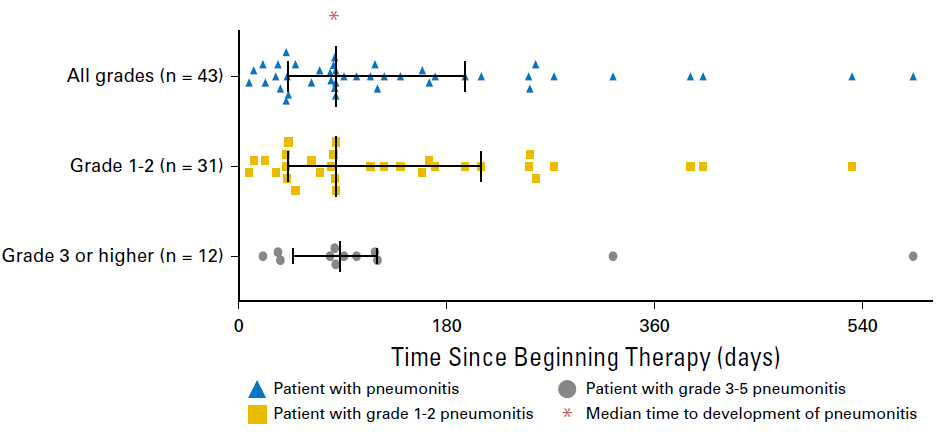 *
All grades (n = 43)
Grade 1-2 (n = 31)
Grade 3 or higher (n = 12)
0 180 360 540
Time Since Beginning Therapy (days)
Patient with pneumonitis Patient with grade 3-5 pneumonitis
Patient with grade 1-2 pneumonitis * Median time to development of pneumonitis